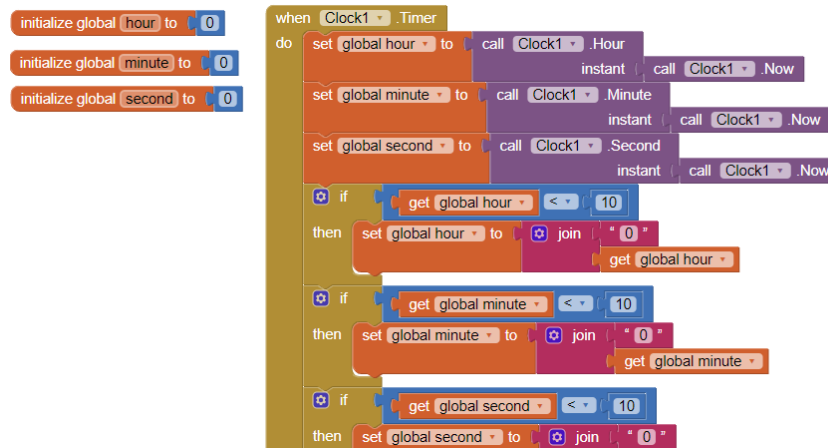 initialize global hour to 0
initialize global minute to 0
initialize global second to 0
when Clock1 .Timer
do set global hour to call Clock1 .Hour
instant call Clock1 .Now
set global minute to call Clock1 .Minute
instant call Clock1 .Now
set global second to call Clock1 .Second
instant call Clock1 .Now
if get global hour < 10
then set global hour to join " 0 "
get global hour
if get global minute < 10
then set global minute to join " 0 "
get global minute
if get global second < 10
then set global second to join " 0 "